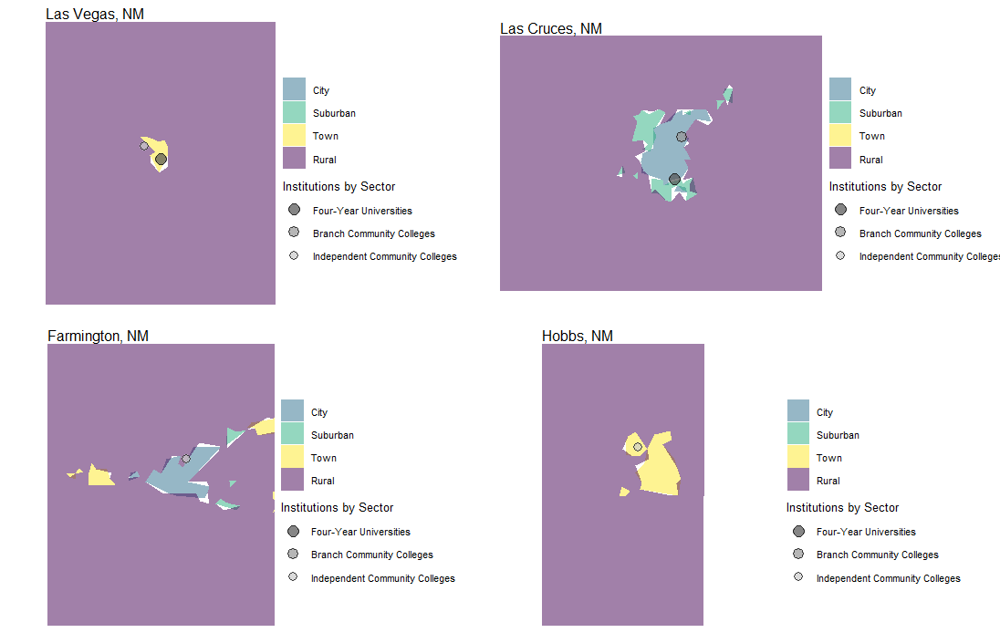 Las Vegas, NM
City
Suburban
Town
Rural
Institutions by Sector
Four-Year Universities
Branch Community Colleges
Independent Community Colleges
Las Cruces, NM
City
Suburban
Town
Rural
Institutions by Sector
Four-Year Universities
Branch Community Colleges
Independent Community Colleges
Farmington, NM
City
Suburban
Town
Rural
Institutions by Sector
Four-Year Universities
Branch Community Colleges
Independent Community Colleges
Hobbs, NM
City
Suburban
Town
Rural
Institutions by Sector
Four-Year Universities
Branch Community Colleges
Independent Community Colleges